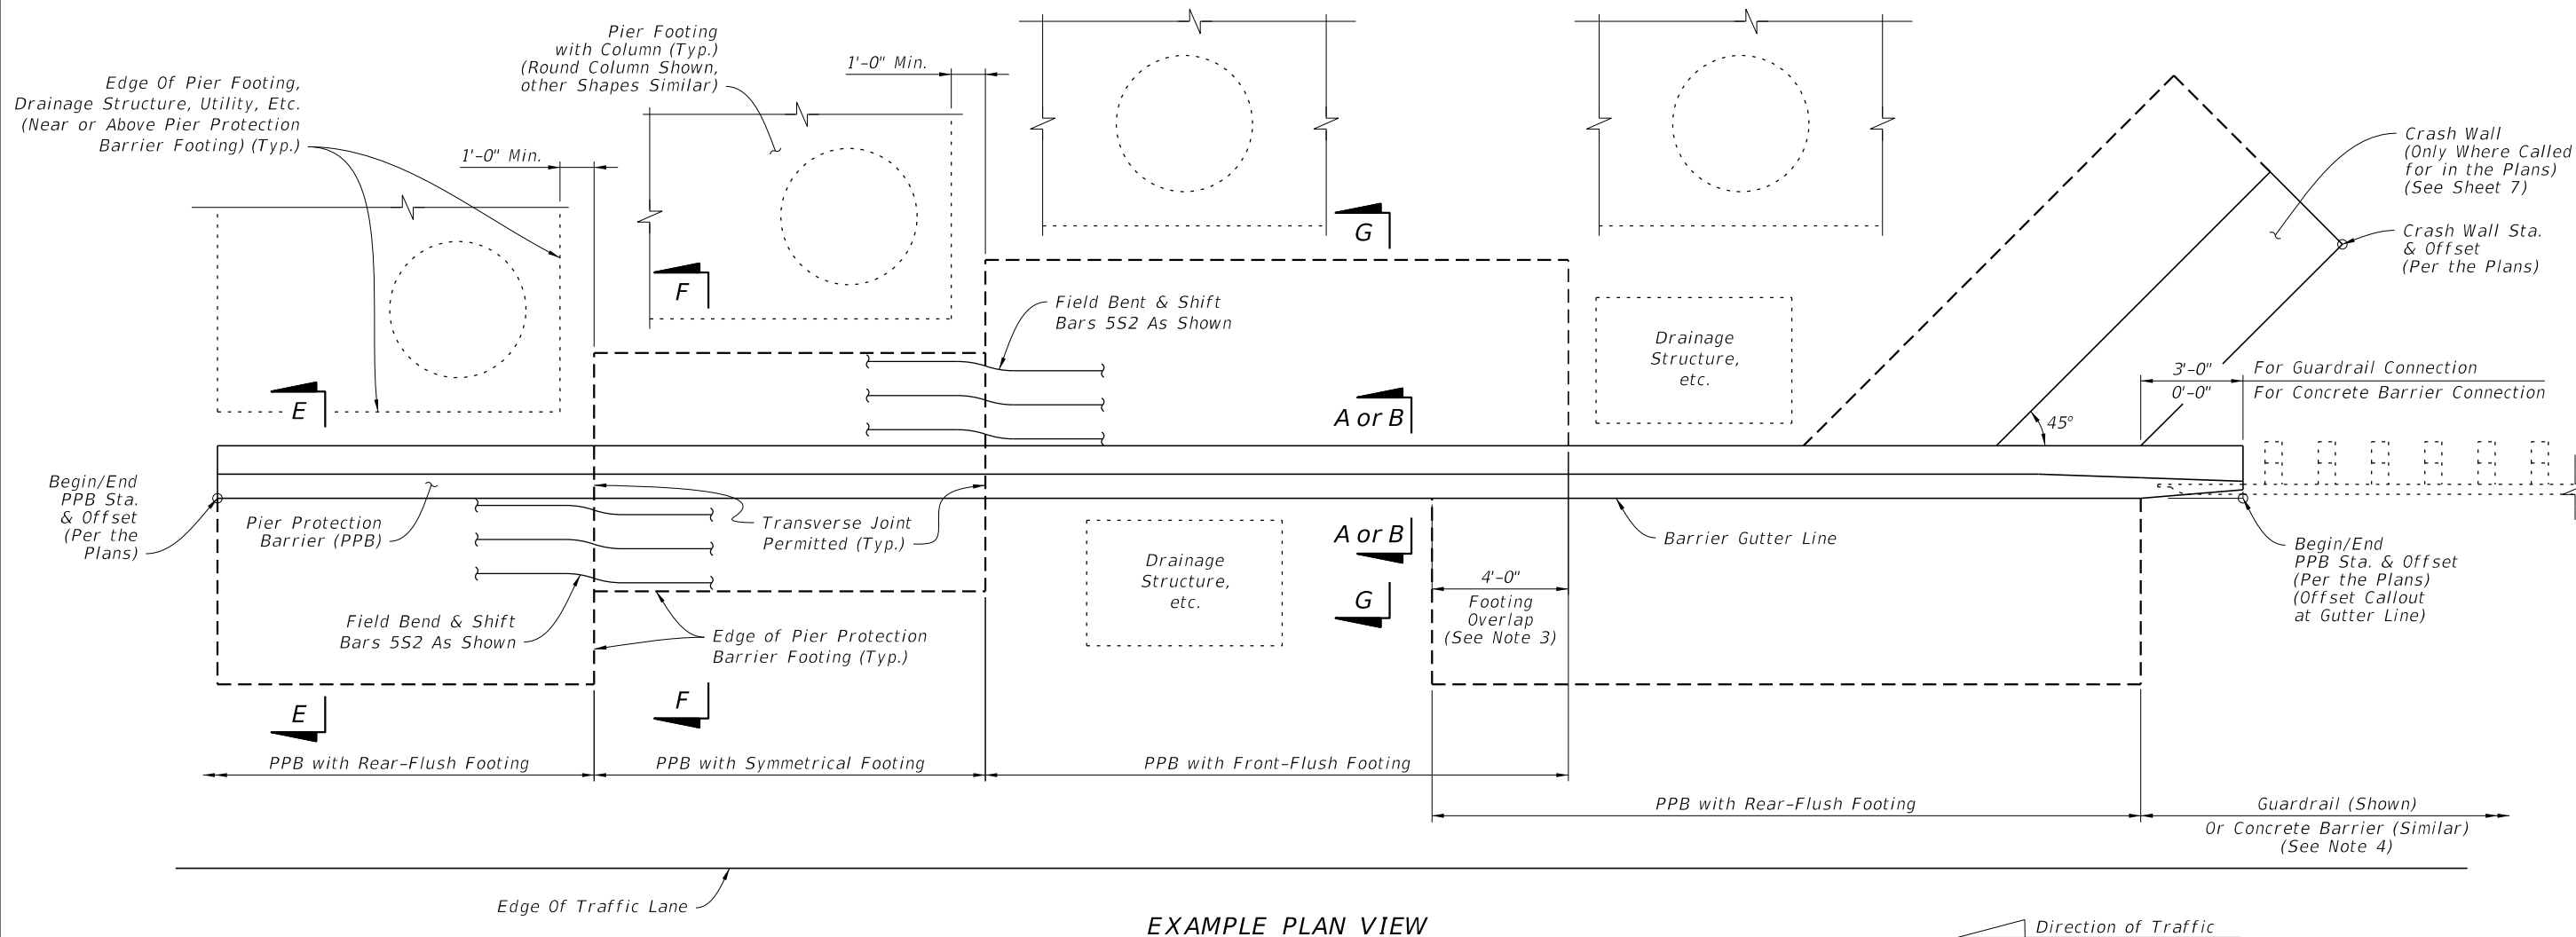 Pier Footing
with Column (Typ.)
(Round Column Shown,
other Shapes Similar)
1'-0" Min.
Edge Of Pier Footing,
Drainage Structure, Utility, Etc.
(Near or Above Pier Protection
Barrier Footing) (Typ.)
1'-0" Min.
Crash Wall
(Only Where Called
for in the Plans)
(See Sheet 7)
Crash Wall Sta.
& Offset
(Per the Plans)
G
F
Field Bent & Shift
Bars 5S2 As Shown
Drainage
Structure,
etc.
3'-0"
For Guardrail Connection
0'-0"
For Concrete Barrier Connection
E
A or B
45°
Begin/End
PPB Sta.
& Offset
(Per the
Plans)
Pier Protection
Barrier (PPB)
Transverse Joint
Permitted (Typ.)
Drainage
Structure,
etc.
A or B
Barrier Gutter Line
4'-0"
Footing
Overlap
(See Note 3)
G
Begin/End
PPB Sta. & Offset
(Per the Plans)
(Offset Callout
at Gutter Line)
Field Bend & Shift
Bars 5S2 As Shown
Edge of Pier Protection
Barrier Footing (Typ.)
E
F
PPB with Rear-Flush Footing
PPB with Symmetrical Footing
PPB with Front-Flush Footing
PPB with Rear-Flush Footing
Guardrail (Shown)
Or Concrete Barrier (Similar)
(See Note 4)
Edge Of Traffic Lane
EXAMPLE PLAN VIEW
Direction of Traffic